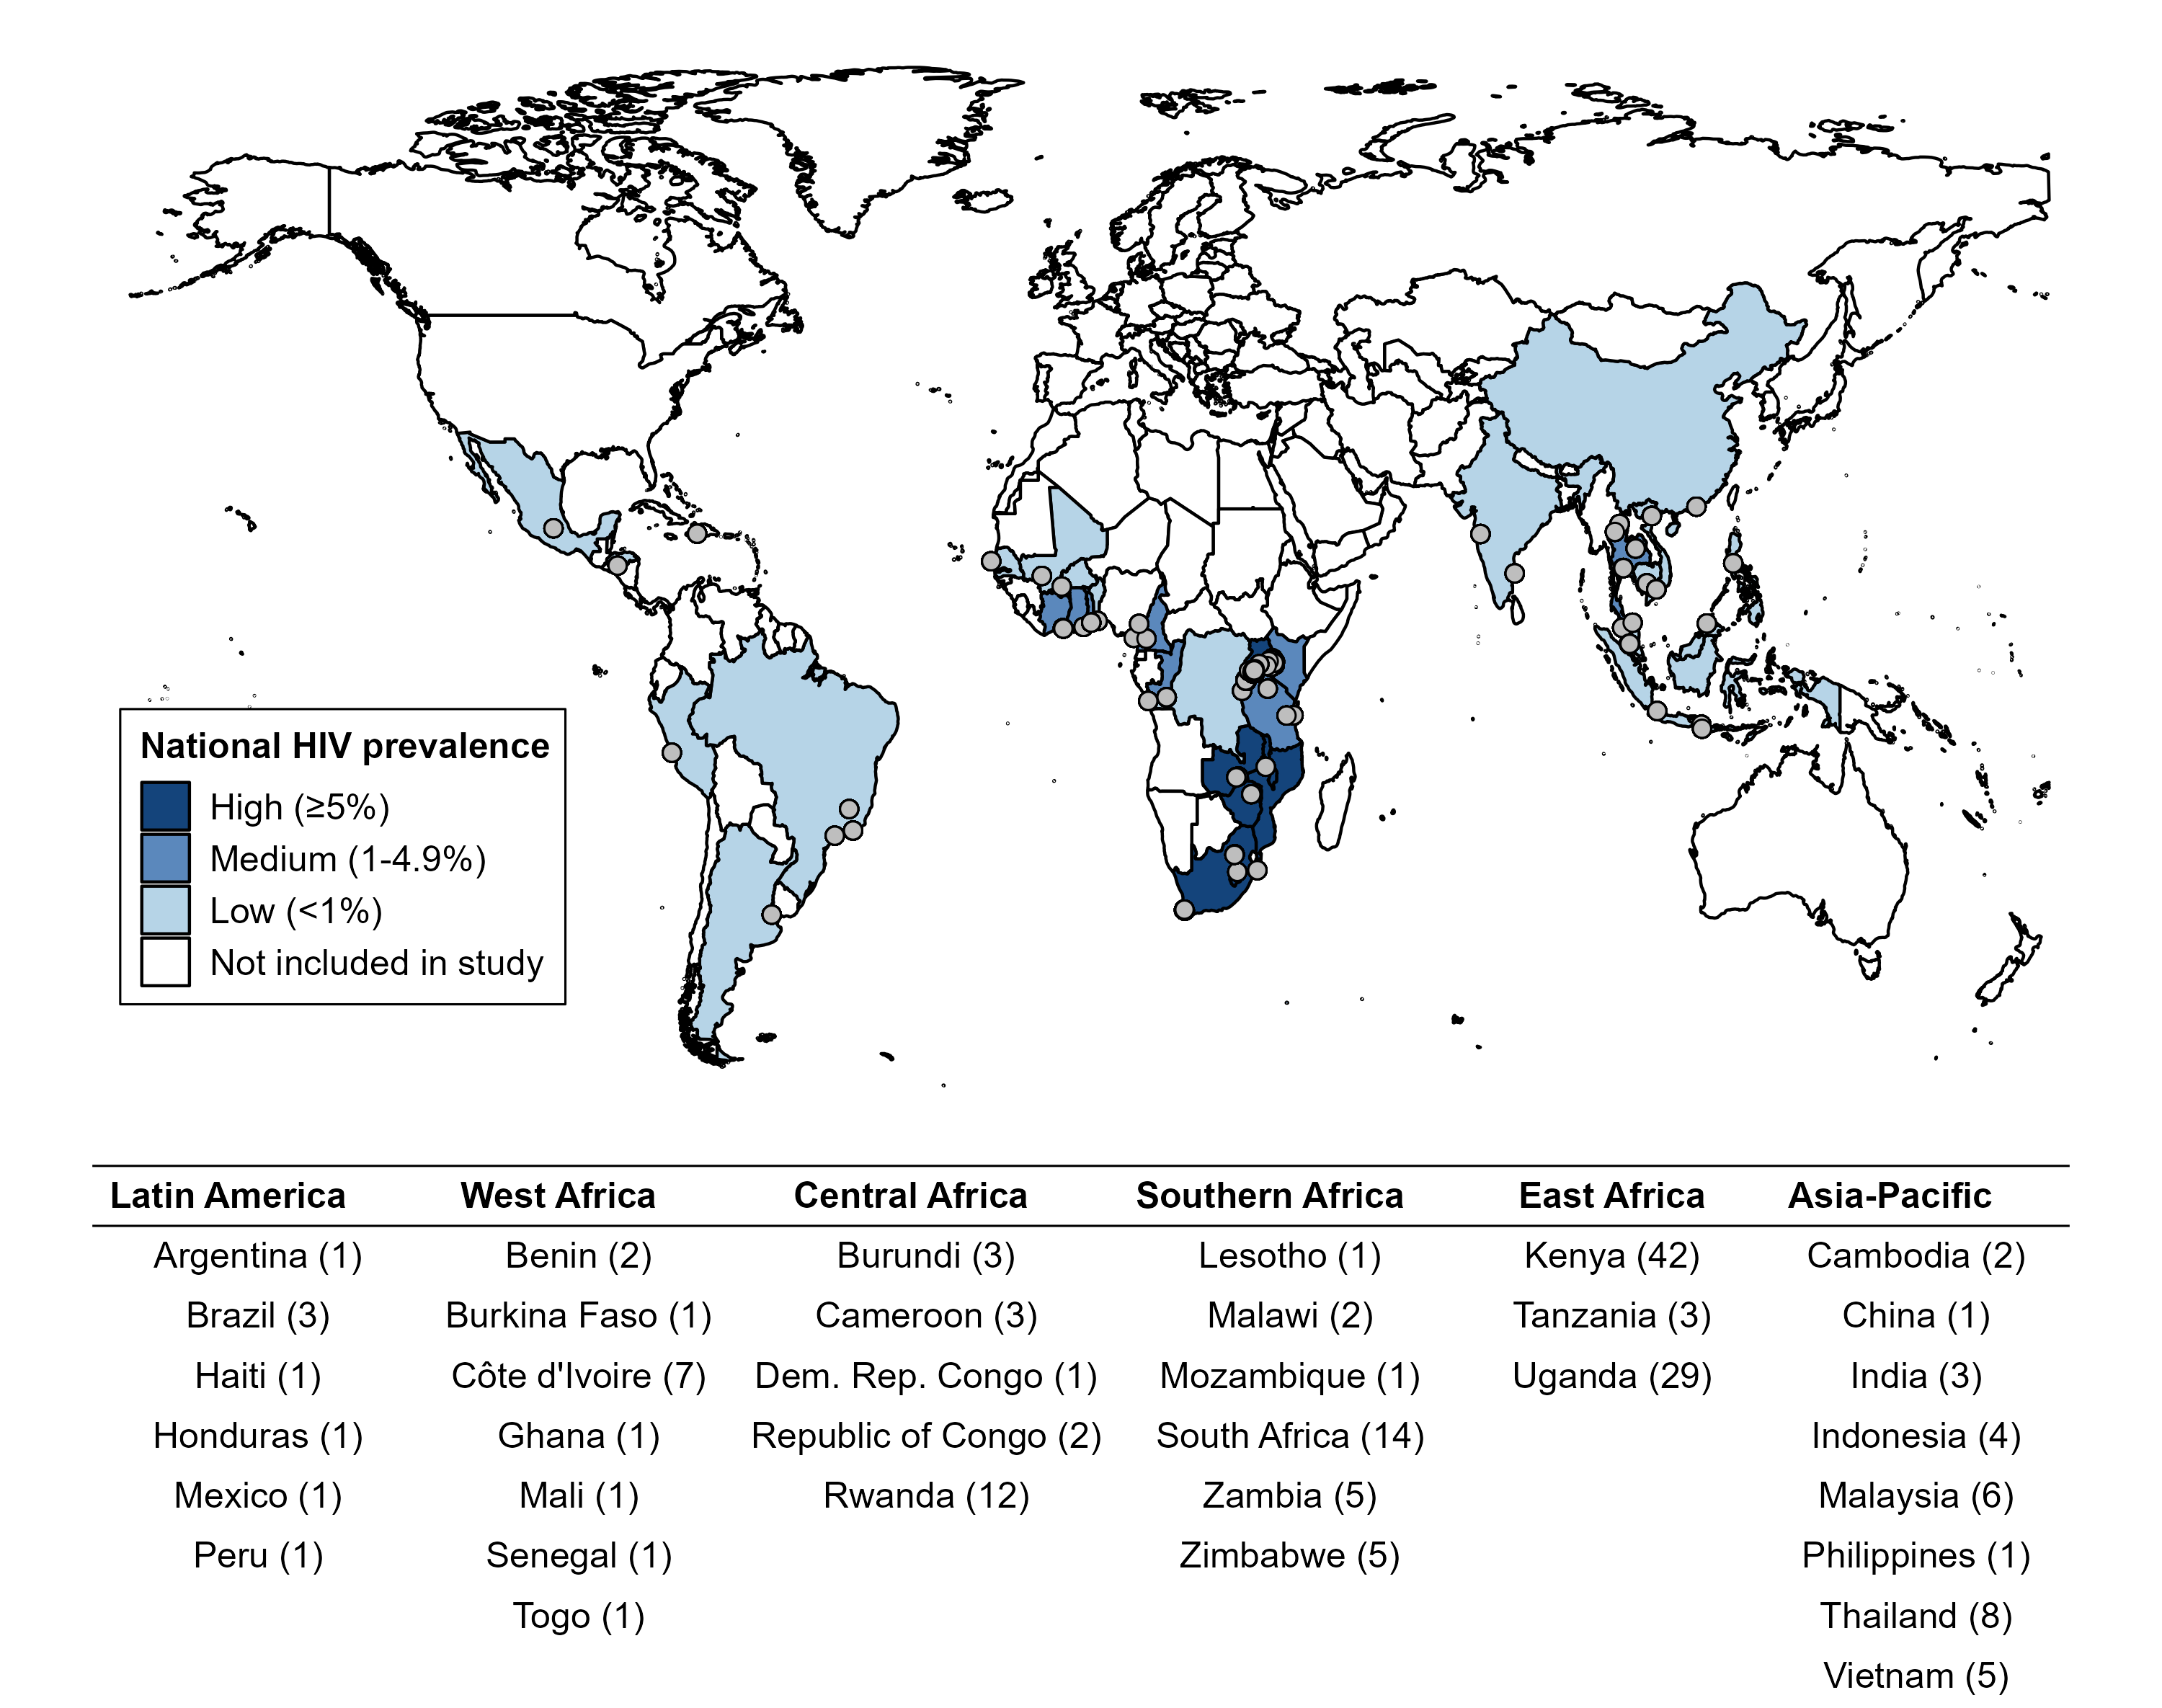 National HIV prevalence
High (≥5%)
Medium (1-4.9%)
Low (<1%)
Not included in study
Latin America West Africa Central Africa Southern Africa East Africa Asia-Pacific
Argentina (1) Benin (2) Burundi (3) Lesotho (1) Kenya (42) Cambodia (2)
Brazil (3) Burkina Faso (1) Cameroon (3) Malawi (2) Tanzania (3) China (1)
Haiti (1) Côte d'Ivoire (7) Dem. Rep. Congo (1) Mozambique (1) Uganda (29) India (3)
Honduras (1) Ghana (1) Republic of Congo (2) South Africa (14) Indonesia (4)
Mexico (1) Mali (1) Rwanda (12) Zambia (5) Malaysia (6)
Peru (1) Senegal (1) Zimbabwe (5) Philippines (1)
Togo (1) Thailand (8)
Vietnam (5)